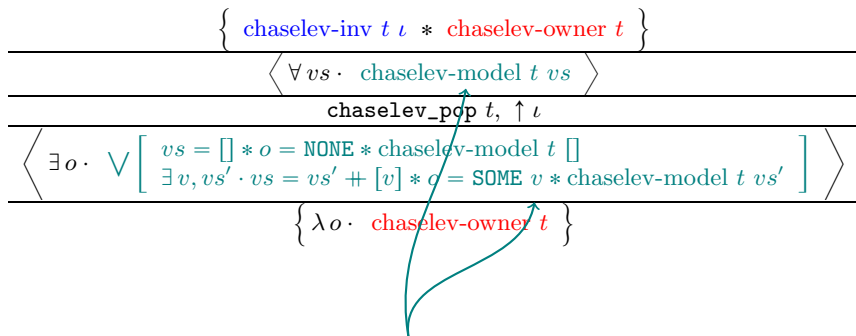 { chaselev-inv t ι * chaselev-owner t }
⟨ ∀ vs · chaselev-model t vs ⟩
chaselev_pop t, ↑ ι
⟨ ∃ o · ⋁ [ vs = [] * o = NONE * chaselev-model t []
∃ v, vs′ · vs = vs′ ⧺ [v] * o = SOME v * chaselev-model t vs′ ] ⟩
{ λ o · chaselev-owner t }